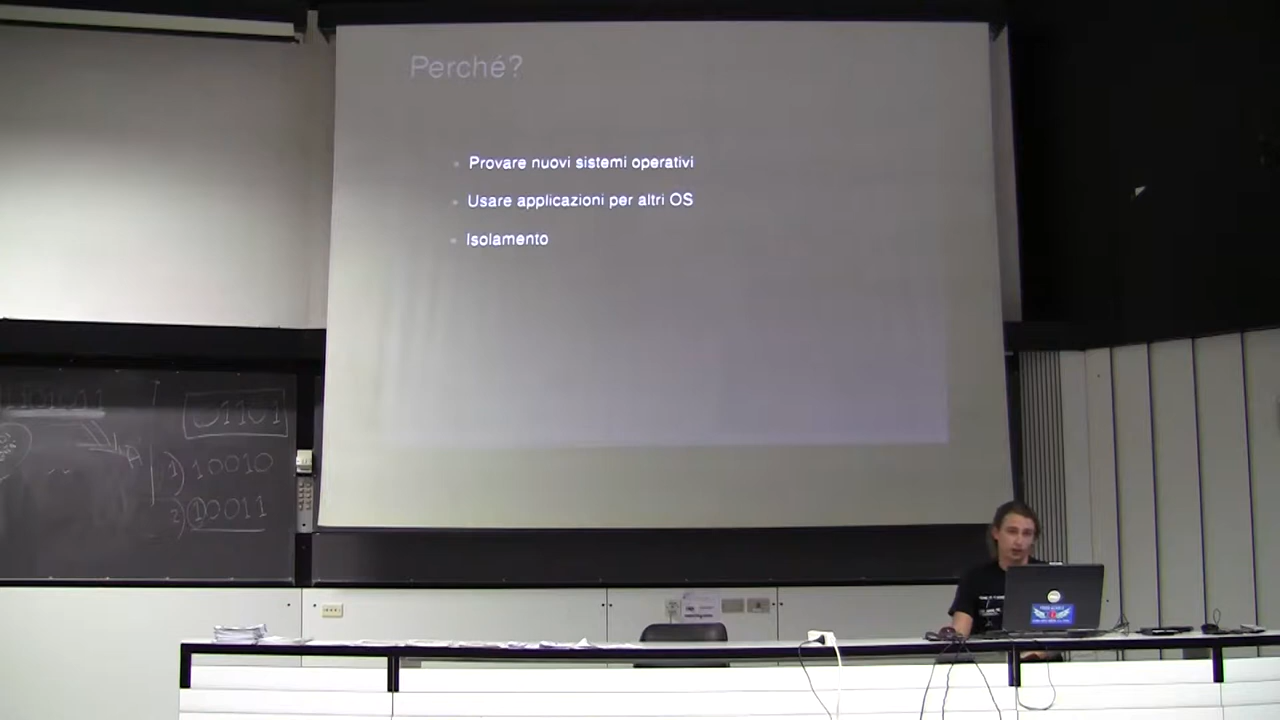 Perché?
Provare nuovi sistemi operativi
Usare applicazioni per altri OS
Isolamento
01101
1) 10010
2) 10011